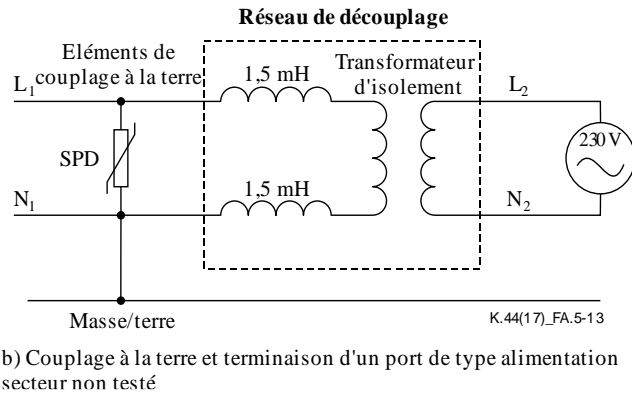 Réseau de découplage
Eléments de
couplage à la terre
Transformateur
d'isolement
L1
1,5 mH
L2
SPD
230 V
1,5 mH
N1
N2
Masse/terre
K.44(17)_FA.5-13
b) Couplage à la terre et terminaison d'un port de type alimentation
secteur non testé